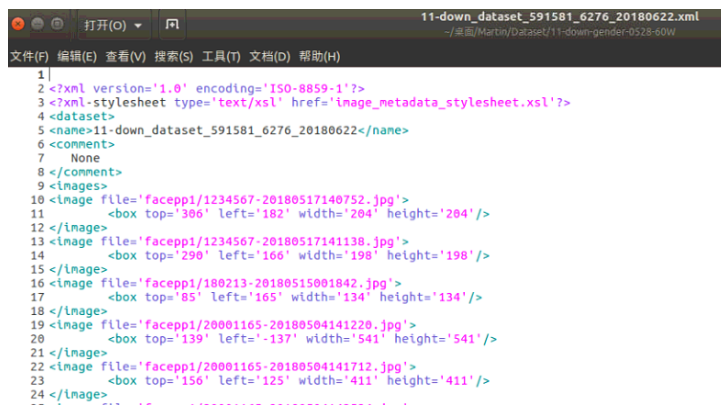 打开(O)
11-down_dataset_591581_6276_20180622.xml
~/桌面/Martin/Dataset/11-down-gender-0528-60W
文件(F) 编辑(E) 查看(V) 搜索(S) 工具(T) 文档(D) 帮助(H)
1
2 <?xml version='1.0' encoding='ISO-8859-1'?>
3 <?xml-stylesheet type='text/xsl' href='image_metadata_stylesheet.xsl'?>
4 <dataset>
5 <name>11-down_dataset_591581_6276_20180622</name>
6 <comment>
7 None
8 </comment>
9 <images>
10 <image file='facepp1/1234567-20180517140752.jpg'>
11 <box top='306' left='182' width='204' height='204'/>
12 </image>
13 <image file='facepp1/1234567-20180517141138.jpg'>
14 <box top='290' left='166' width='198' height='198'/>
15 </image>
16 <image file='facepp1/180213-20180515001842.jpg'>
17 <box top='85' left='165' width='134' height='134'/>
18 </image>
19 <image file='facepp1/20001165-20180504141220.jpg'>
20 <box top='139' left='-137' width='541' height='541'/>
21 </image>
22 <image file='facepp1/20001165-20180504141712.jpg'>
23 <box top='156' left='125' width='411' height='411'/>
24 </image>